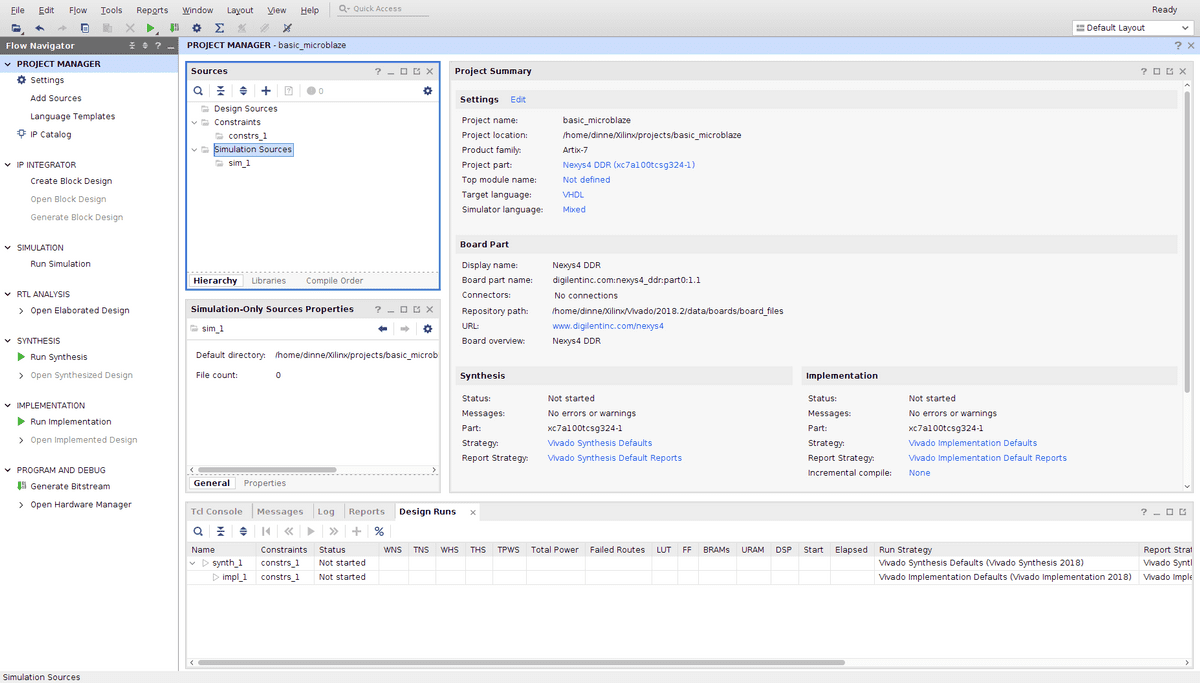 File Edit Flow Tools Reports Window Layout View Help Quick Access Ready
Default Layout
Flow Navigator
PROJECT MANAGER - basic_microblaze
PROJECT MANAGER
Settings
Add Sources
Language Templates
IP Catalog
IP INTEGRATOR
Create Block Design
Open Block Design
Generate Block Design
SIMULATION
Run Simulation
RTL ANALYSIS
Open Elaborated Design
SYNTHESIS
Run Synthesis
Open Synthesized Design
IMPLEMENTATION
Run Implementation
Open Implemented Design
PROGRAM AND DEBUG
Generate Bitstream
Open Hardware Manager
Sources
0
Design Sources
Constraints
constrs_1
Simulation Sources
sim_1
Hierarchy Libraries Compile Order
Simulation-Only Sources Properties
sim_1
Default directory: /home/dinne/Xilinx/projects/basic_microb
File count: 0
General Properties
Project Summary
Settings Edit
Project name: basic_microblaze
Project location: /home/dinne/Xilinx/projects/basic_microblaze
Product family: Artix-7
Project part: Nexys4 DDR (xc7a100tcsg324-1)
Top module name: Not defined
Target language: VHDL
Simulator language: Mixed
Board Part
Display name: Nexys4 DDR
Board part name: digilentinc.com:nexys4_ddr:part0:1.1
Connectors: No connections
Repository path: /home/dinne/Xilinx/Vivado/2018.2/data/boards/board_files
URL: www.digilentinc.com/nexys4
Board overview: Nexys4 DDR
Synthesis
Status: Not started
Messages: No errors or warnings
Part: xc7a100tcsg324-1
Strategy: Vivado Synthesis Defaults
Report Strategy: Vivado Synthesis Default Reports
Implementation
Status: Not started
Messages: No errors or warnings
Part: xc7a100tcsg324-1
Strategy: Vivado Implementation Defaults
Report Strategy: Vivado Implementation Default Reports
Incremental compile: None
Tcl Console Messages Log Reports Design Runs
Name Constraints Status WNS TNS WHS THS TPWS Total Power Failed Routes LUT FF BRAMs URAM DSP Start Elapsed Run Strategy Report Strat
synth_1 constrs_1 Not started Vivado Synthesis Defaults (Vivado Synthesis 2018) Vivado Synth
impl_1 constrs_1 Not started Vivado Implementation Defaults (Vivado Implementation 2018) Vivado Imple
Simulation Sources